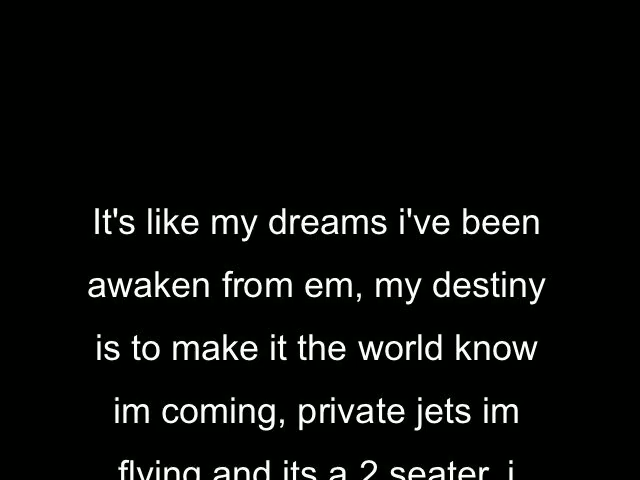 It's like my dreams i've been
awaken from em, my destiny
is to make it the world know
im coming, private jets im
flying and its a 2 seater, i